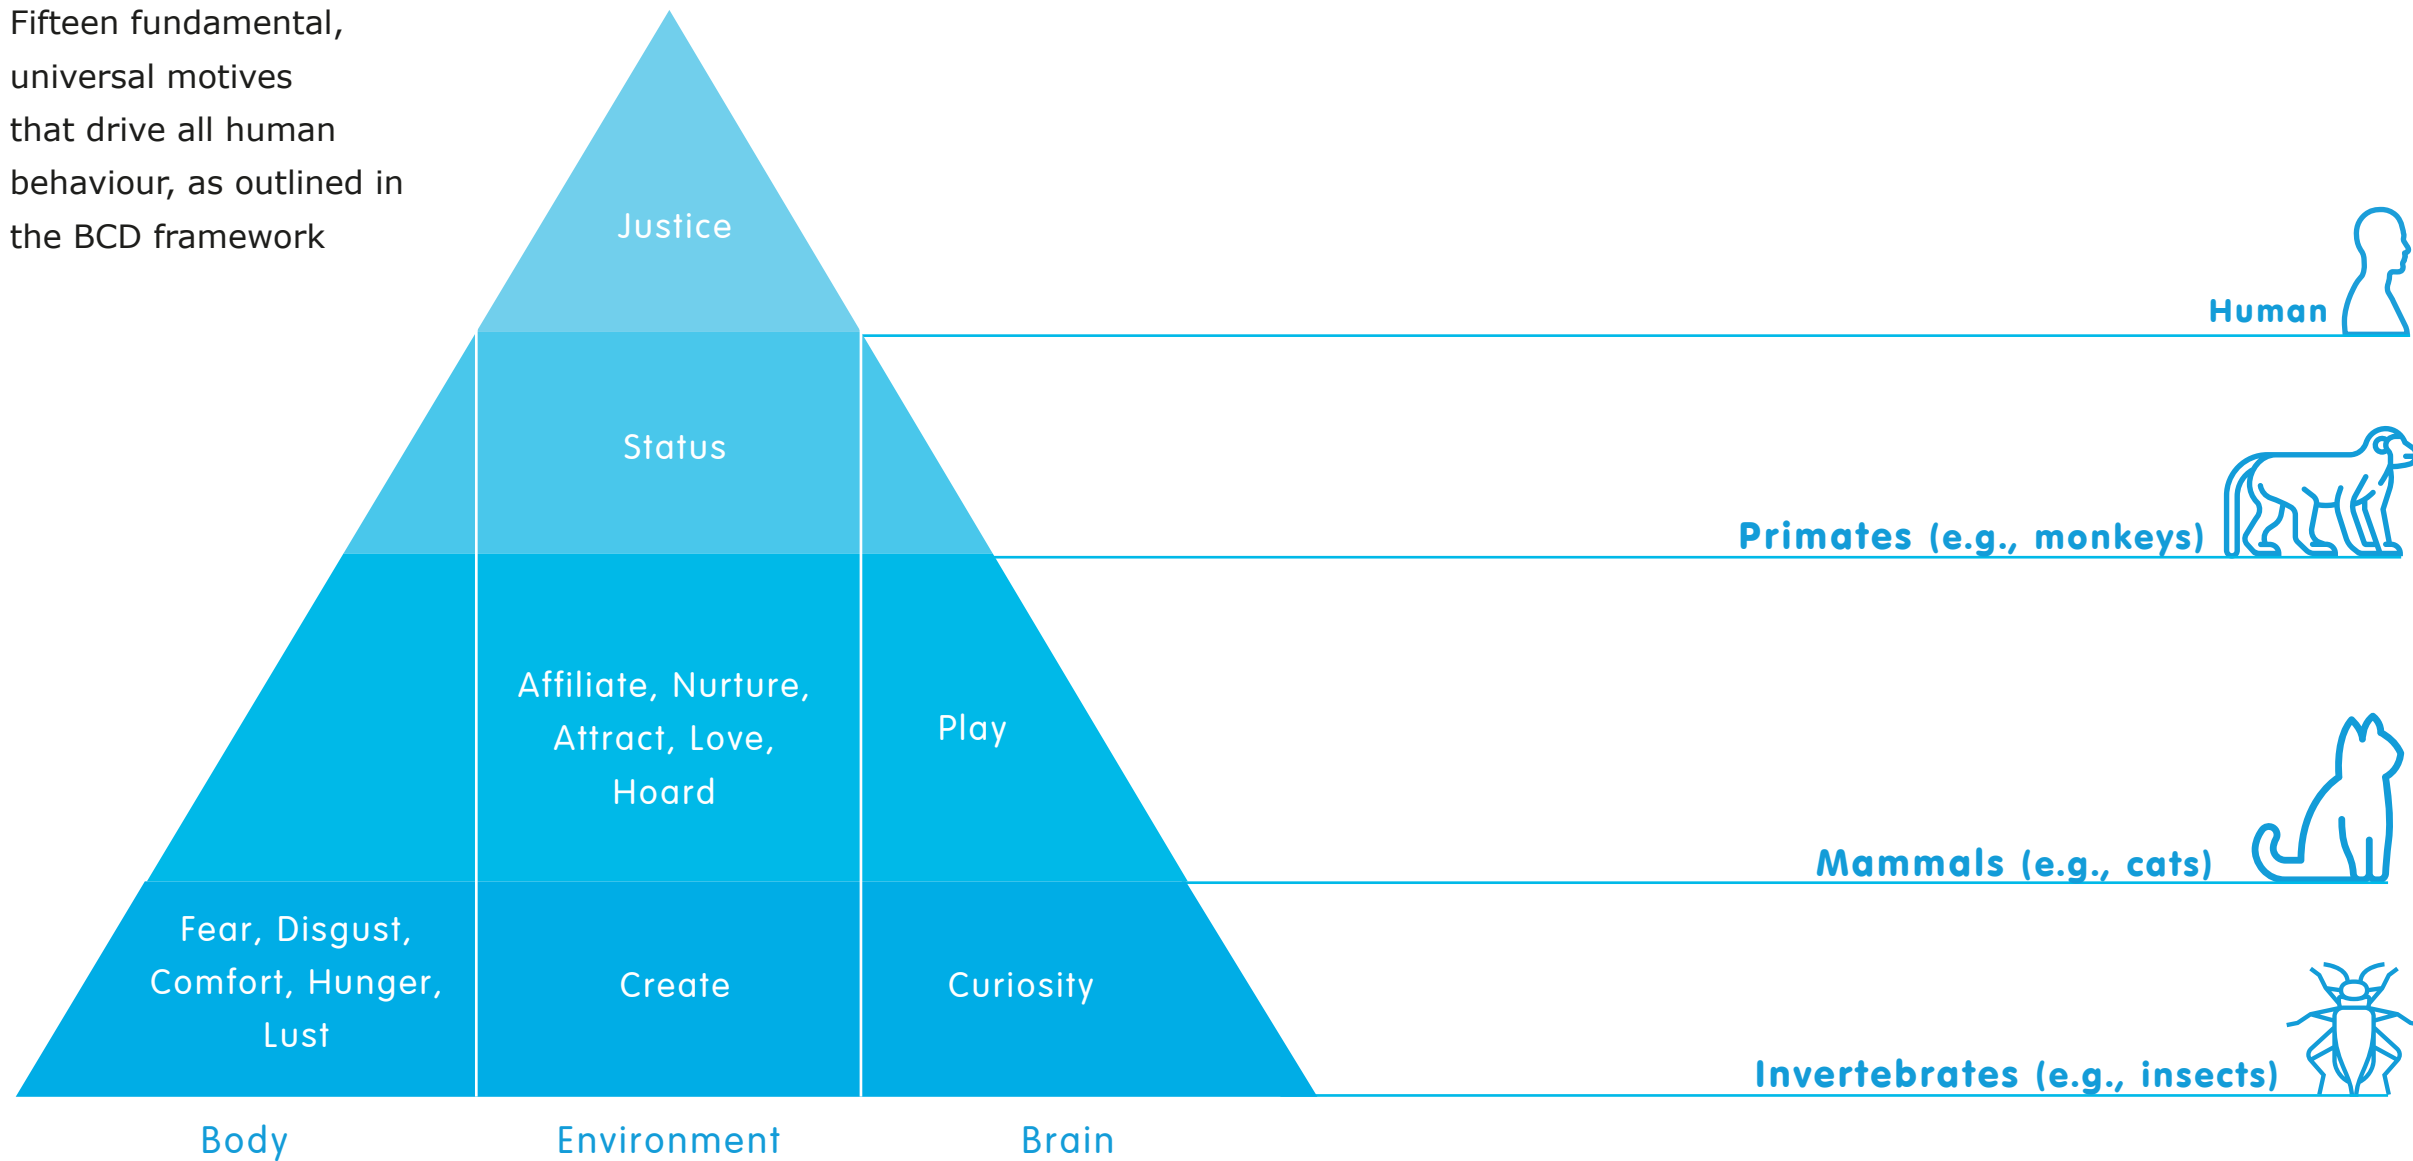 Fifteen fundamental,
universal motives
that drive all human
behaviour, as outlined in
the BCD framework
Justice
Human
Status
Primates (e.g., monkeys)
Affiliate, Nurture,
Attract, Love,
Hoard
Play
Mammals (e.g., cats)
Fear, Disgust,
Comfort, Hunger,
Lust
Create
Curiosity
Invertebrates (e.g., insects)
Body
Environment
Brain